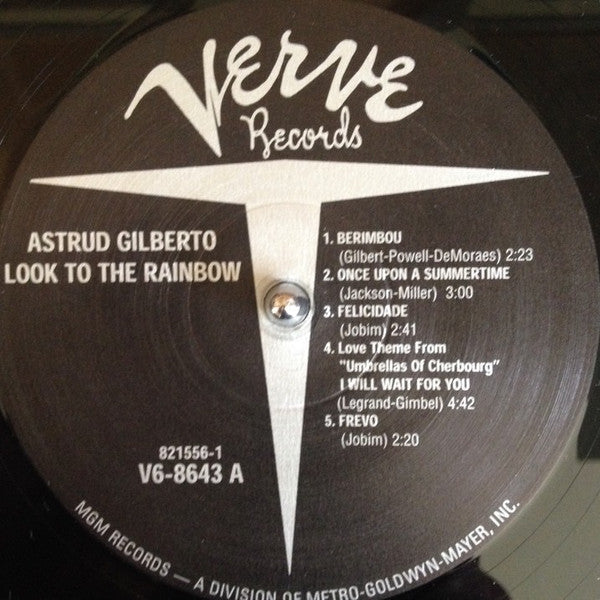 Verve
Records
ASTRUD GILBERTO
LOOK TO THE RAINBOW
1. BERIMBOU
(Gilbert-Powell-DeMoraes) 2:23
2. ONCE UPON A SUMMERTIME
(Jackson-Miller) 3:00
3. FELICIDADE
(Jobim) 2:41
4. Love Theme From
"Umbrellas Of Cherbourg"
I WILL WAIT FOR YOU
(Legrand-Gimbel) 4:42
5. FREVO
(Jobim) 2:20
821556-1
V6-8643 A
MGM RECORDS — A DIVISION OF METRO-GOLDWYN-MAYER, INC.